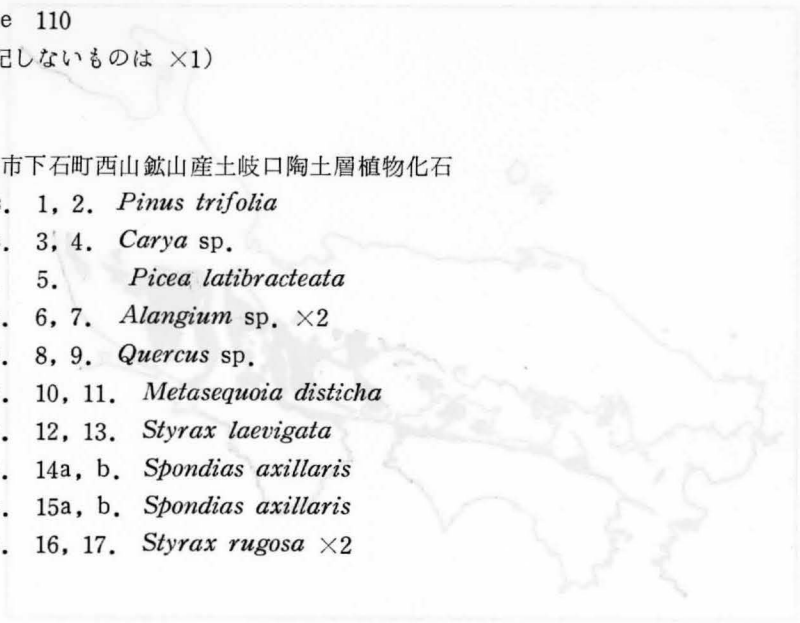 e 110
記しないものは ×1)
市下石町西山鉱山産土岐口陶土層植物化石
. 1, 2. Pinus trifolia
. 3, 4. Carya sp.
5. Picea latibracteata
. 6, 7. Alangium sp. ×2
. 8, 9. Quercus sp.
. 10, 11. Metasequoia disticha
. 12, 13. Styrax laevigata
. 14a, b. Spondias axillaris
. 15a, b. Spondias axillaris
. 16, 17. Styrax rugosa ×2